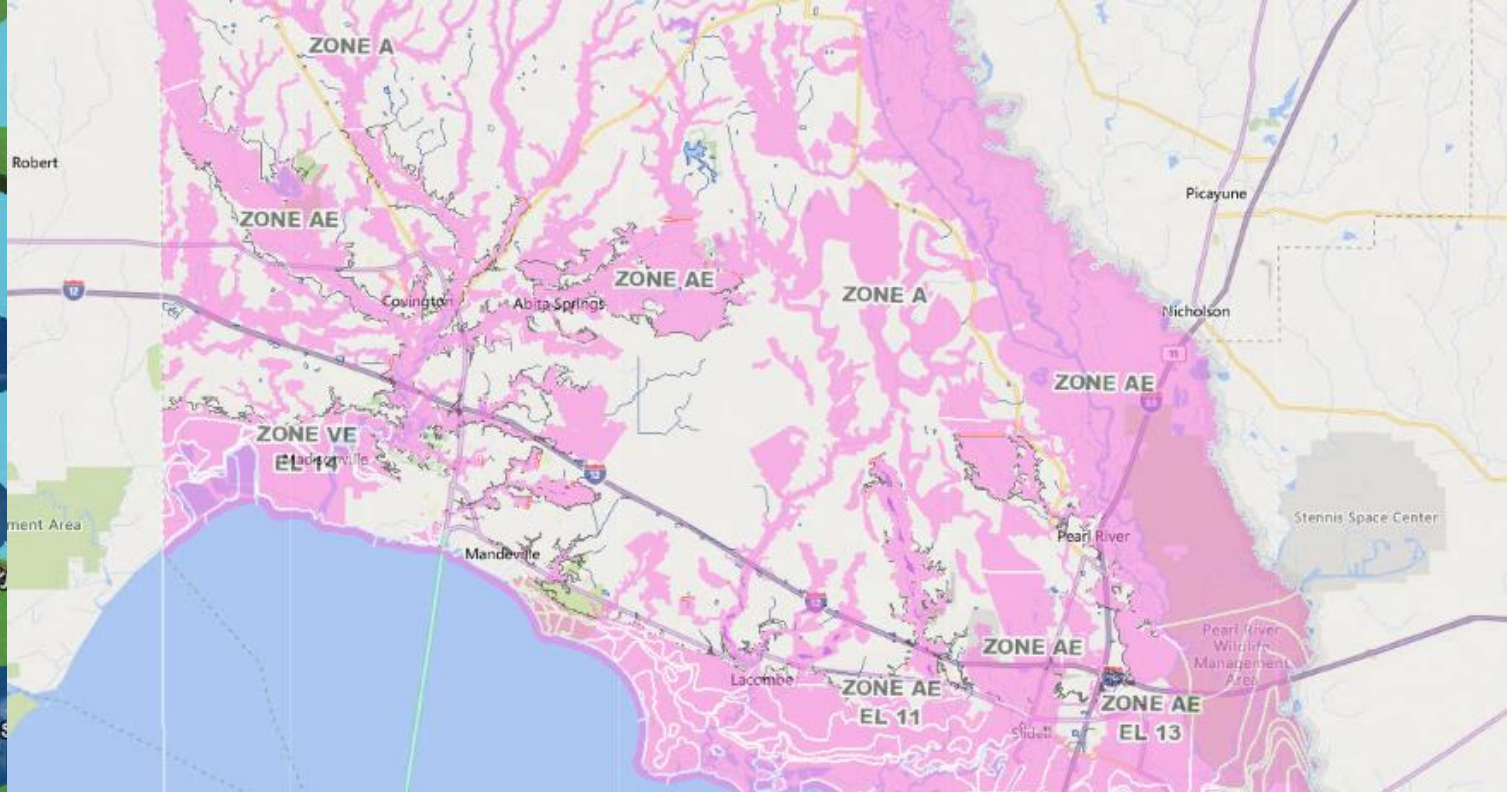 ZONE A
Robert
Picayune
ZONE AE
ZONE AE
ZONE A
12
Covington
Abita Springs
Nicholson
11
ZONE AE
ZONE VE
EL 14
Madisonville
12
ment Area
Stennis Space Center
Mandeville
Pearl River
12
Pearl River
Wildlife
Management
Area
ZONE AE
Lacombe
ZONE AE
EL 11
ZONE AE
EL 13
Slidell